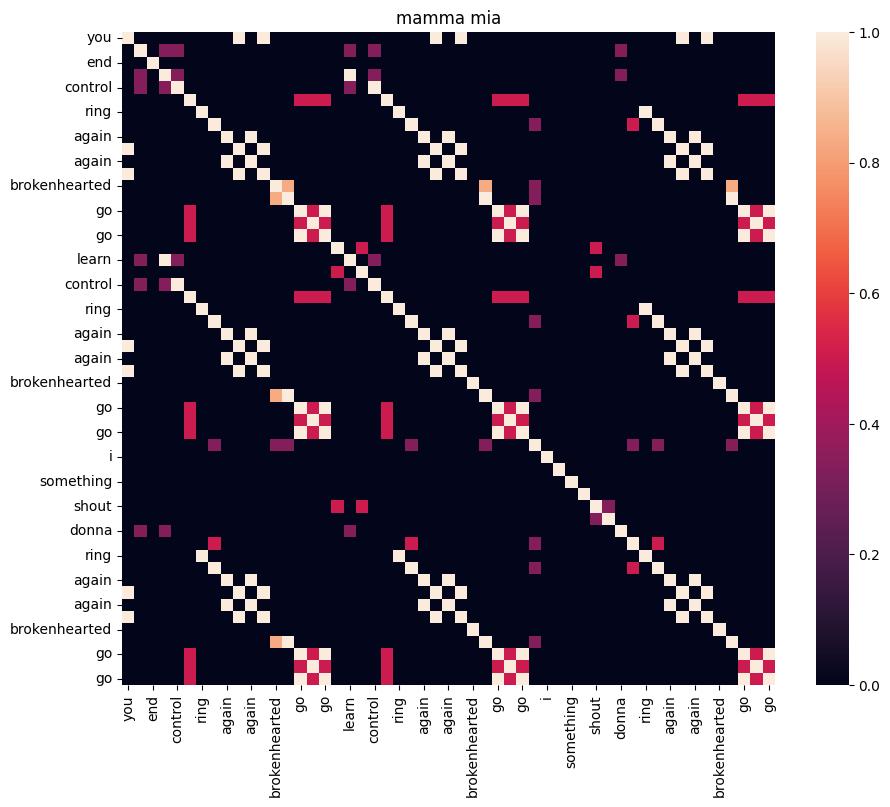 mamma mia
you
end
control
ring
again
again
brokenhearted
go
go
learn
control
ring
again
again
brokenhearted
go
go
i
something
shout
donna
ring
again
again
brokenhearted
go
go
you
end
control
ring
again
again
brokenhearted
go
go
learn
control
ring
again
again
brokenhearted
go
go
i
something
shout
donna
ring
again
again
brokenhearted
go
go
1.0
0.8
0.6
0.4
0.2
0.0